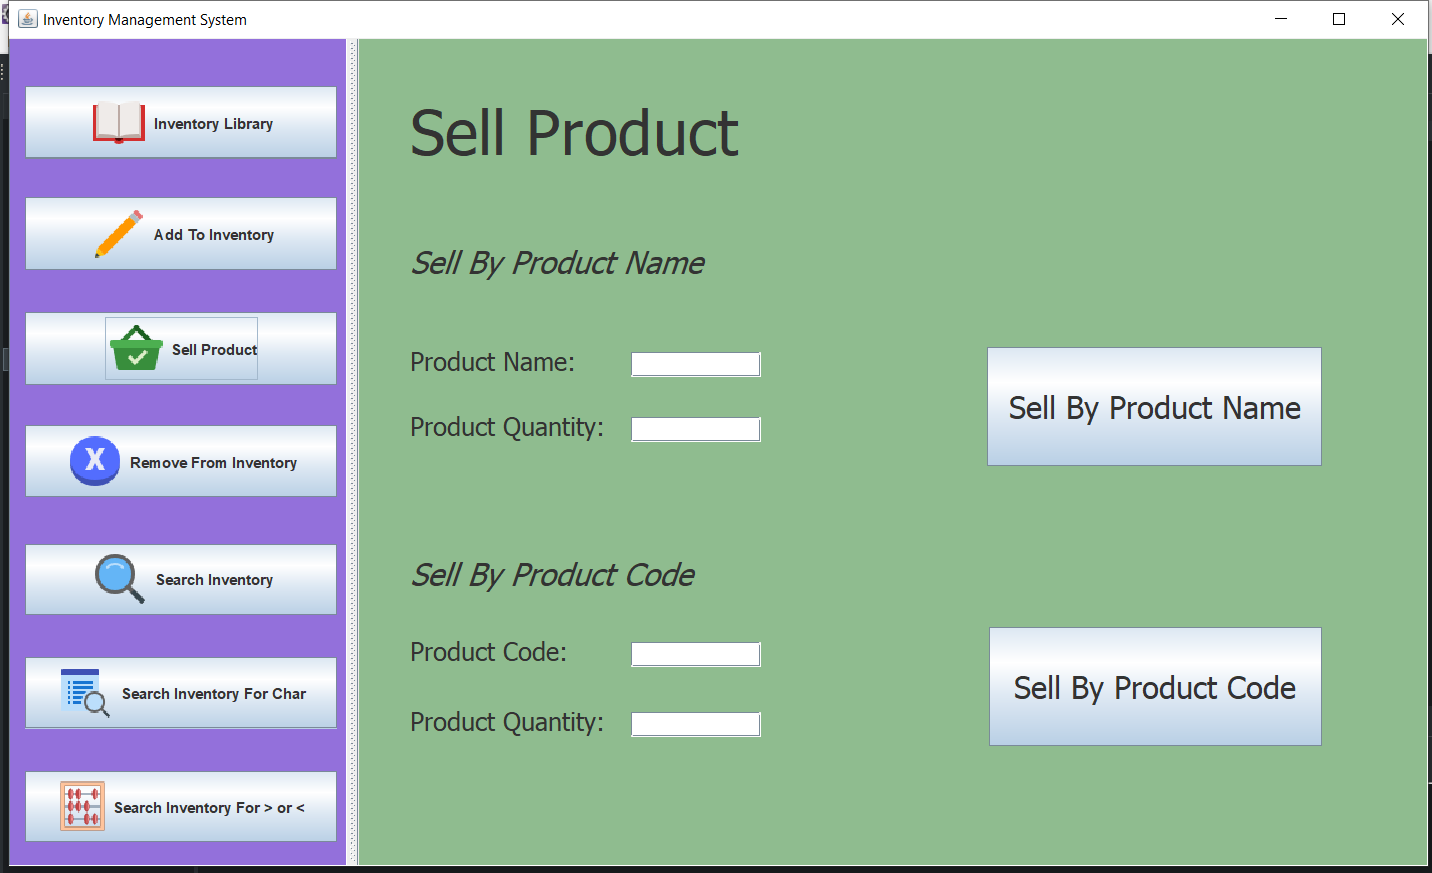 Inventory Management System
Inventory Library
Add To Inventory
Sell Product
Remove From Inventory
X
Search Inventory
Search Inventory For Char
Search Inventory For > or <
Sell Product
Sell By Product Name
Product Name:
Product Quantity:
Sell By Product Name
Sell By Product Code
Product Code:
Product Quantity:
Sell By Product Code